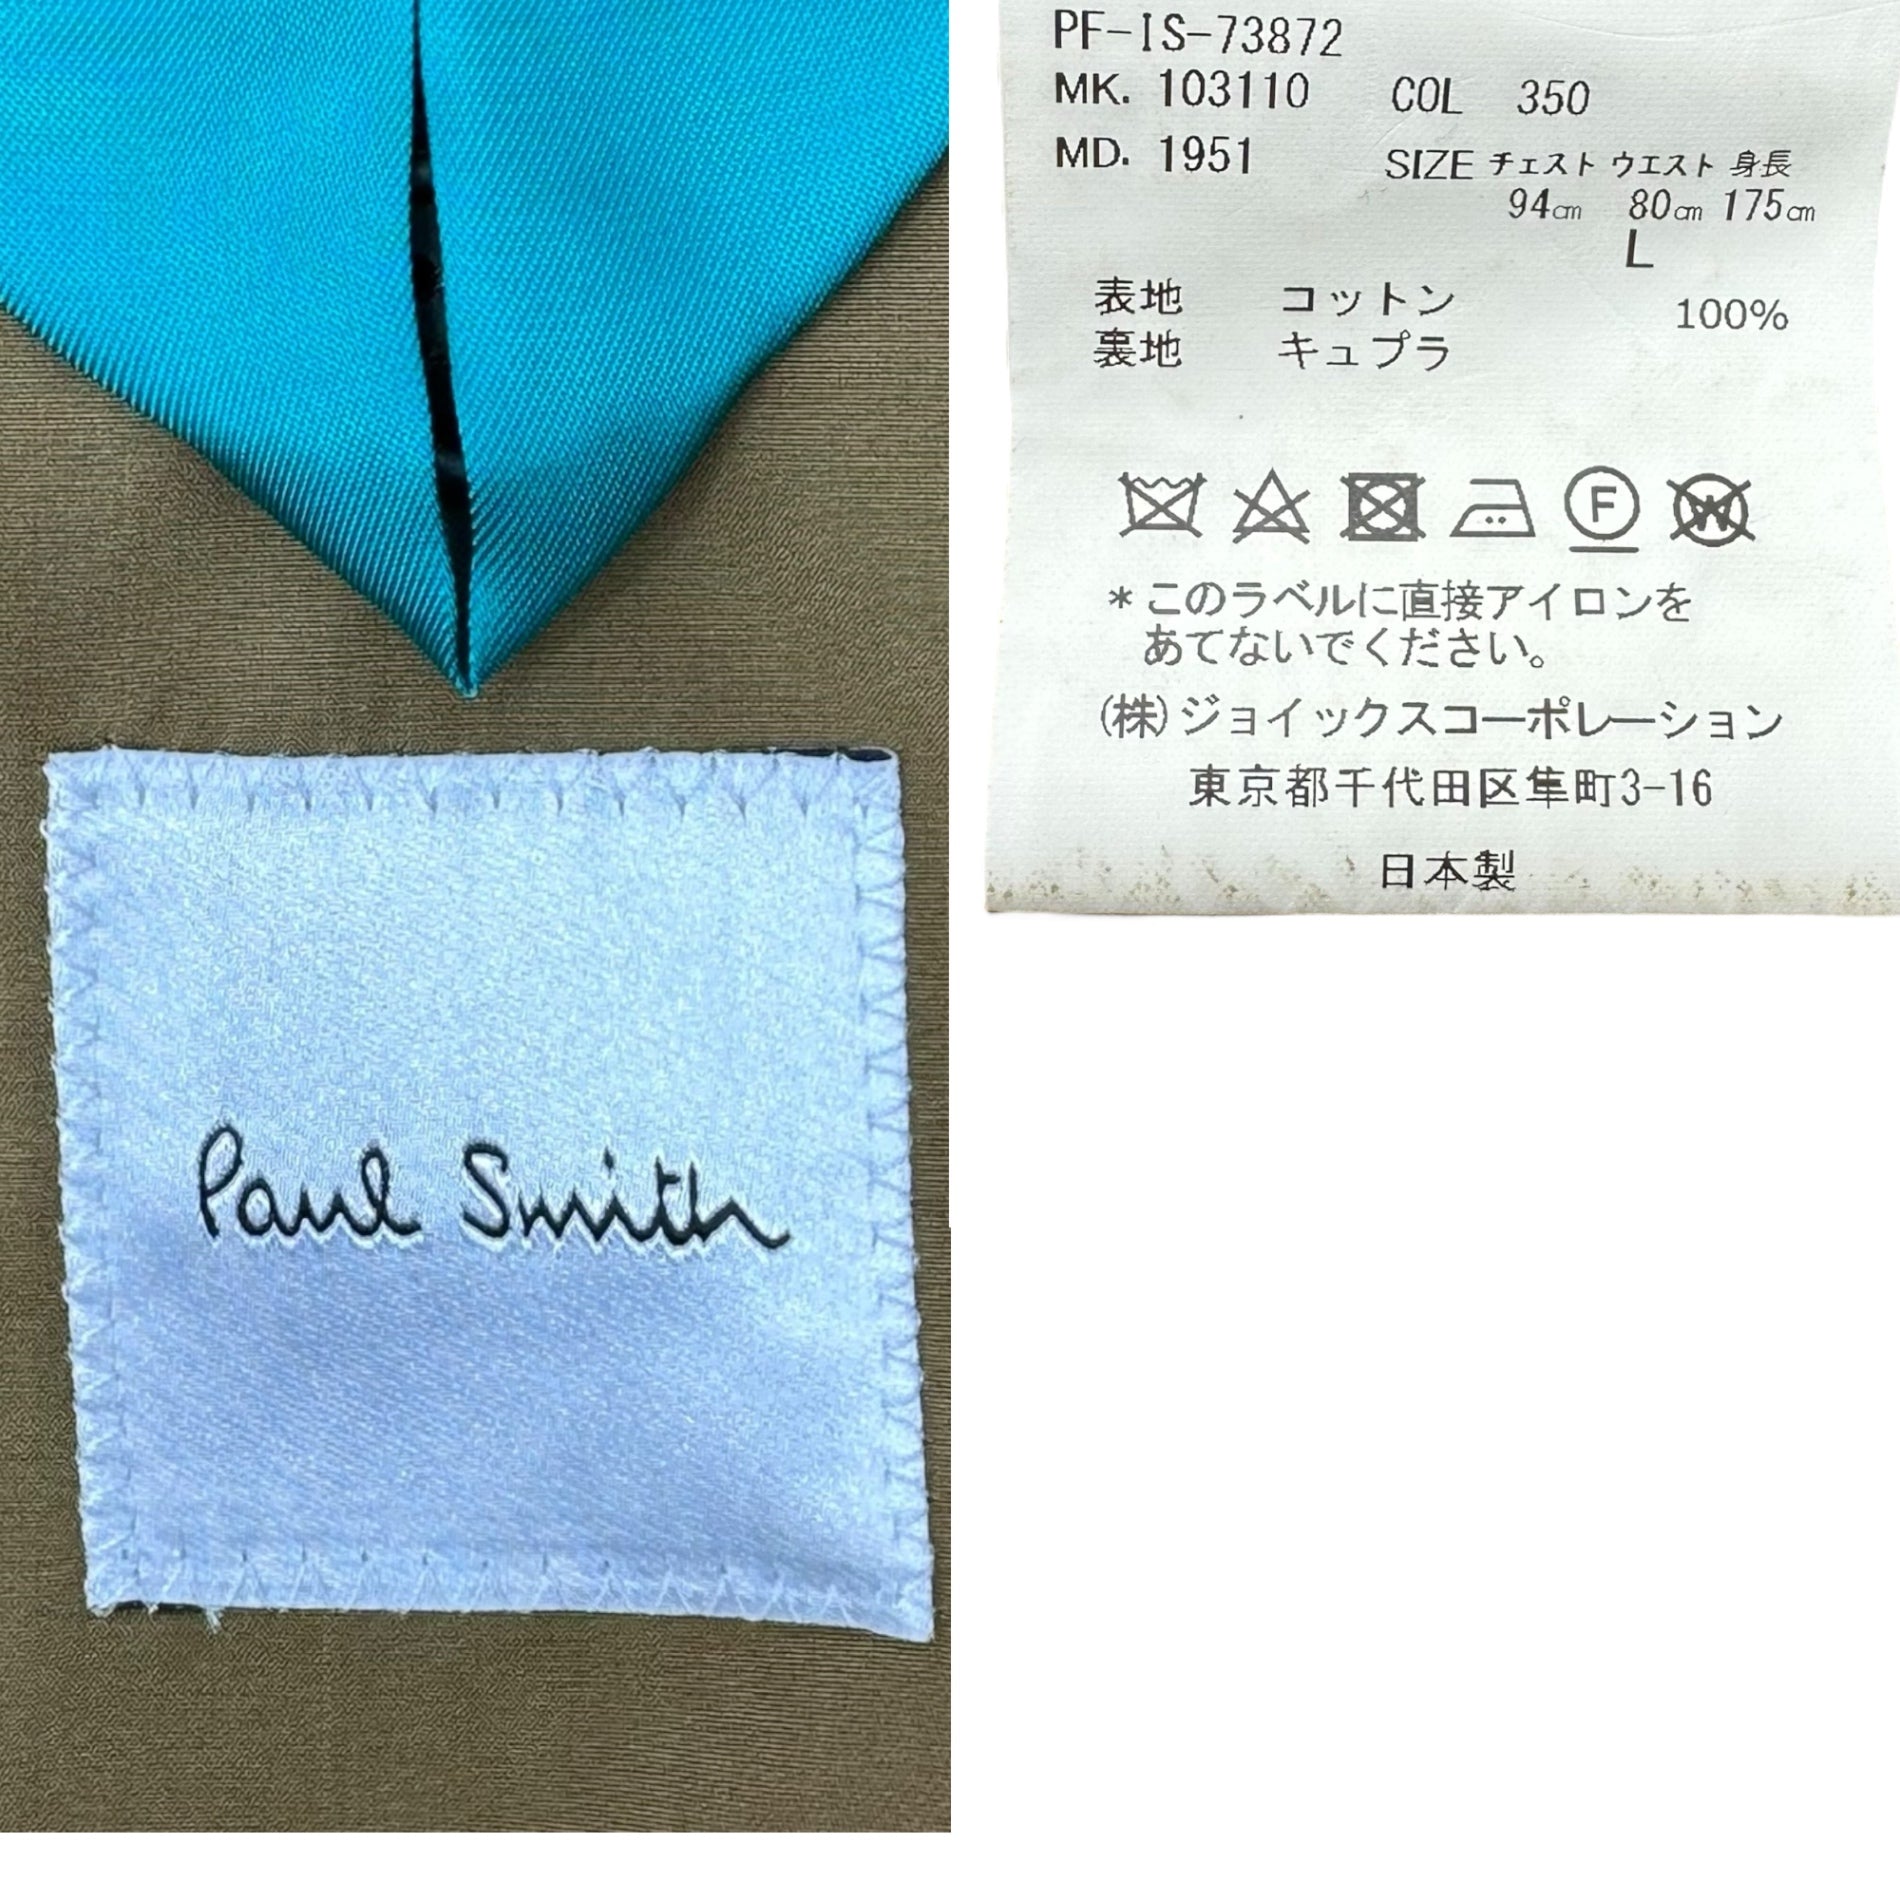 Paul Smith
PF-IS-73872
MK. 103110 COL 350
MD. 1951 SIZE チェスト ウエスト 身長
94㎝ 80㎝ 175㎝
L
表地 コットン 100%
裏地 キュプラ
F W
*このラベルに直接アイロンを
あてないでください。
(株)ジョイックスコーポレーション
東京都千代田区隼町3-16
日本製